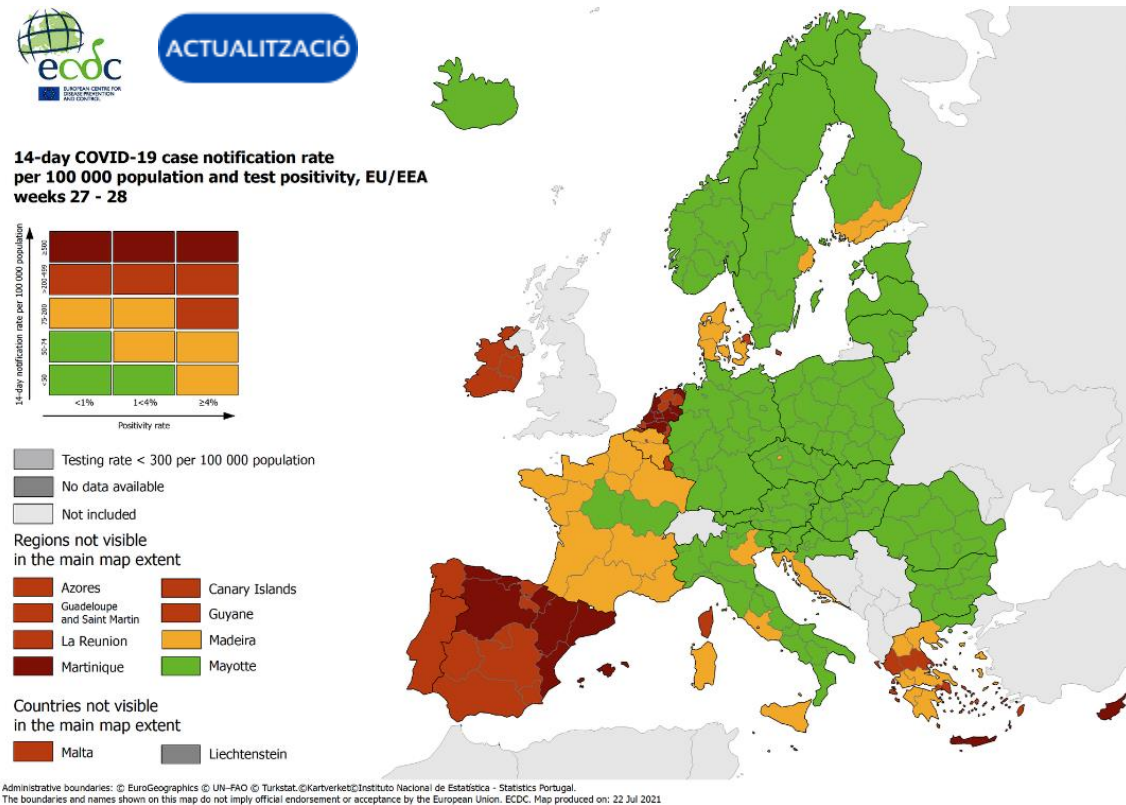 ecdc
EUROPEAN CENTRE FOR
DISEASE PREVENTION
AND CONTROL
ACTUALITZACIÓ
14-day COVID-19 case notification rate
per 100 000 population and test positivity, EU/EEA
weeks 27 - 28
14-day notification rate per 100 000 population
≥500
>200-499
75-200
50-74
<50
<1%
1<4%
≥4%
Positivity rate
Testing rate < 300 per 100 000 population
No data available
Not included
Regions not visible
in the main map extent
Azores
Canary Islands
Guadeloupe
and Saint Martin
Guyane
La Reunion
Madeira
Martinique
Mayotte
Countries not visible
in the main map extent
Malta
Liechtenstein
Administrative boundaries: © EuroGeographics © UN–FAO © Turkstat.©Kartverket©Instituto Nacional de Estatística - Statistics Portugal.
The boundaries and names shown on this map do not imply official endorsement or acceptance by the European Union. ECDC. Map produced on: 22 Jul 2021